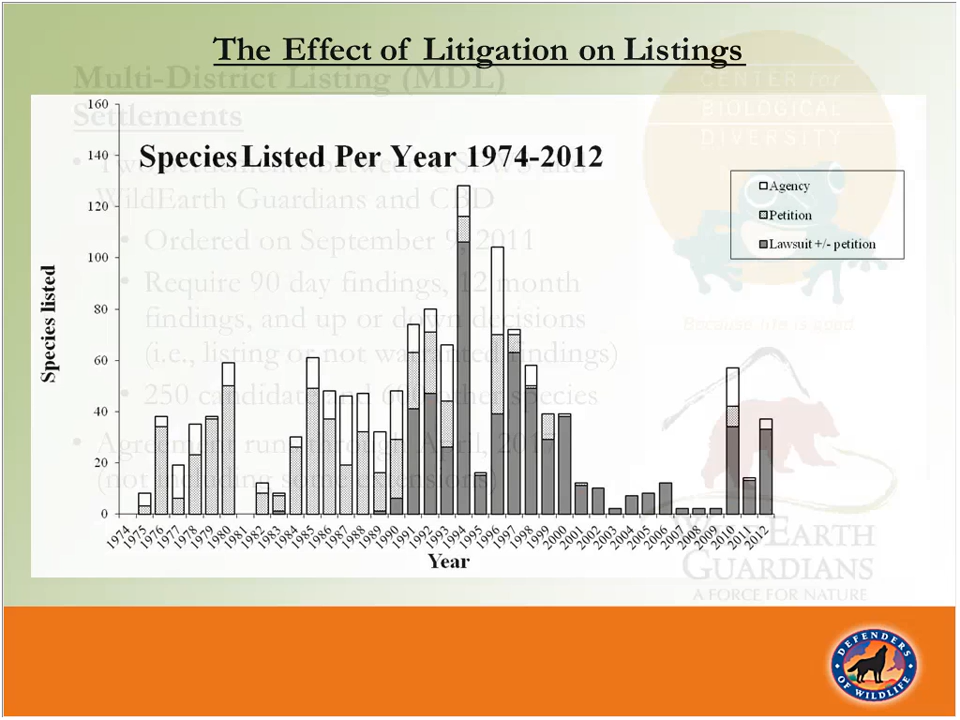 The Effect of Litigation on Listings
Multi-District Listing (MDL)
Settlements
• Two Settlements between USFWS and
WildEarth Guardians and CBD
• Ordered on September 9, 2011
• Require 90 day findings, 12 month
findings, and up or down decisions
(i.e., listing or not warranted findings)
• 250 candidate and 600 other species
• Agreement runs through April, 2017
(not including some extensions)
CENTER for
BIOLOGICAL
DIVERSITY
Because life is good
Species Listed Per Year 1974-2012
Agency
Petition
Lawsuit +/- petition
Species listed
160
140
120
100
80
60
40
20
0
1974 1975 1976 1977 1978 1979 1980 1981 1982 1983 1984 1985 1986 1987 1988 1989 1990 1991 1992 1993 1994 1995 1996 1997 1998 1999 2000 2001 2002 2003 2004 2005 2006 2007 2008 2009 2010 2011 2012
Year
WILDEARTH
GUARDIANS
A FORCE FOR NATURE
DEFENDERS
OF WILDLIFE